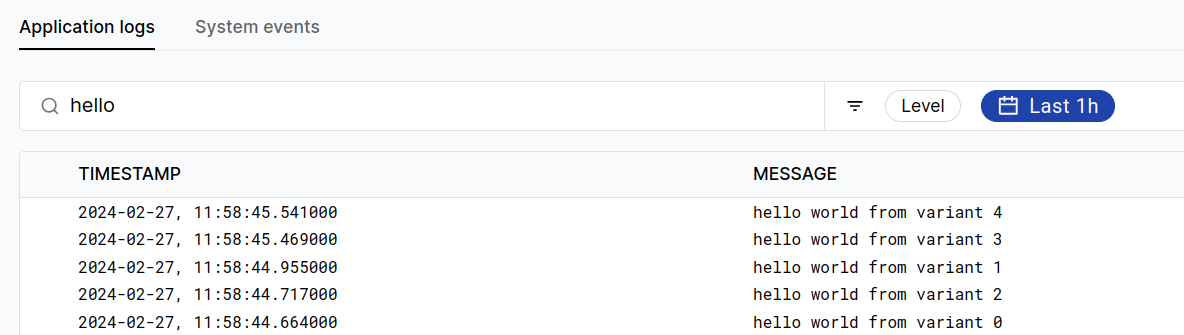 Application logs System events
hello Level Last 1h
TIMESTAMP MESSAGE
2024-02-27, 11:58:45.541000 hello world from variant 4
2024-02-27, 11:58:45.469000 hello world from variant 3
2024-02-27, 11:58:44.955000 hello world from variant 1
2024-02-27, 11:58:44.717000 hello world from variant 2
2024-02-27, 11:58:44.664000 hello world from variant 0